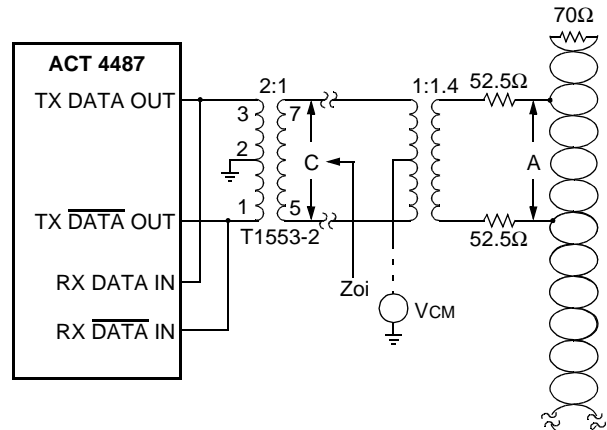 70Ω
ACT 4487
TX DATA OUT
2:1
1:1.4
52.5Ω
3
7
2
C
A
TX DATA OUT
1
5
T1553-2
52.5Ω
RX DATA IN
Zoi
VCM
RX DATA IN